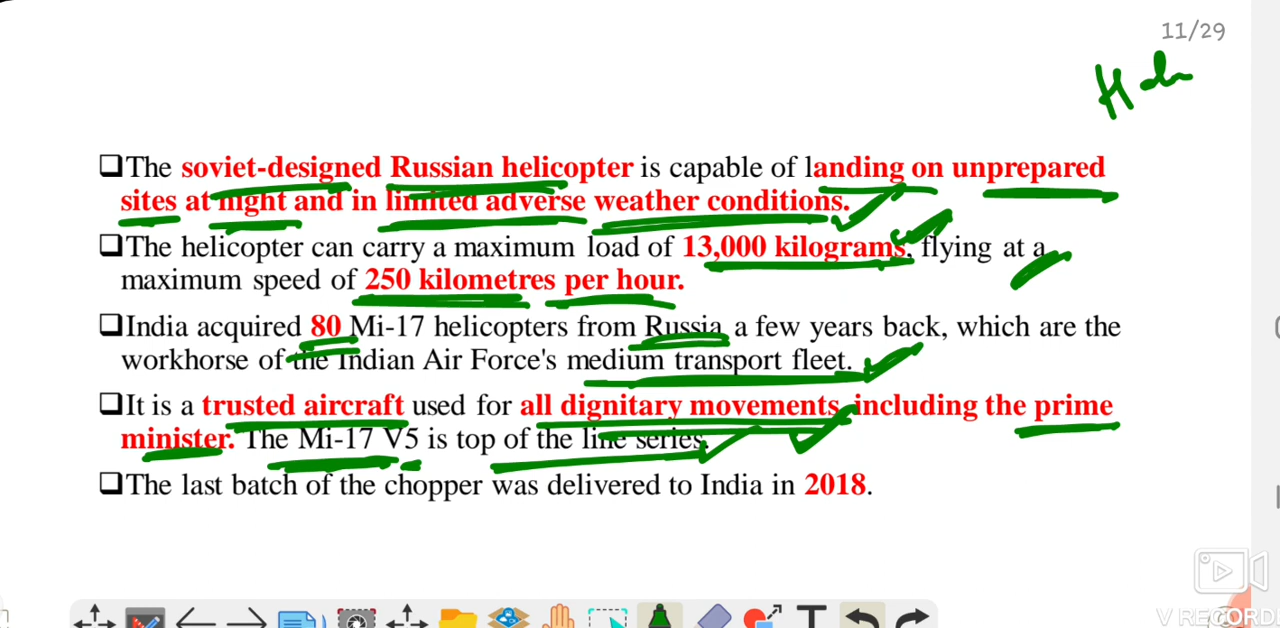 11/29
❑The soviet-designed Russian helicopter is capable of landing on unprepared
sites at night and in limited adverse weather conditions.
❑The helicopter can carry a maximum load of 13,000 kilograms, flying at a
maximum speed of 250 kilometres per hour.
❑India acquired 80 Mi-17 helicopters from Russia a few years back, which are the
workhorse of the Indian Air Force's medium transport fleet.
❑It is a trusted aircraft used for all dignitary movements, including the prime
minister. The Mi-17 V5 is top of the line series.
❑The last batch of the chopper was delivered to India in 2018.
T
V RECORD